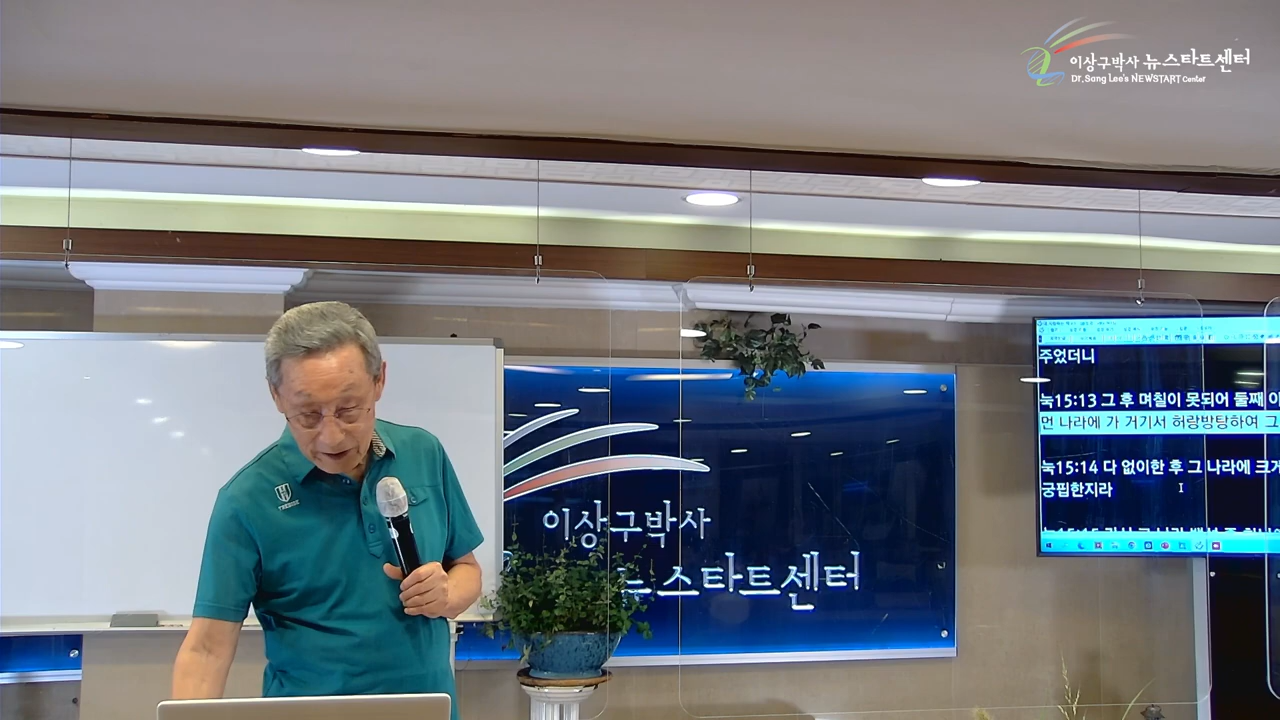 이상구박사 뉴스타트센터
Dr. Sang Lee's NEWSTART Center
주었더니
눅15:13 그 후 며칠이 못되어 둘째 아
먼 나라에 가 거기서 허랑방탕하여 그
눅15:14 다 없이한 후 그 나라에 크게
궁핍한지라
이상구박사
뉴스타트센터